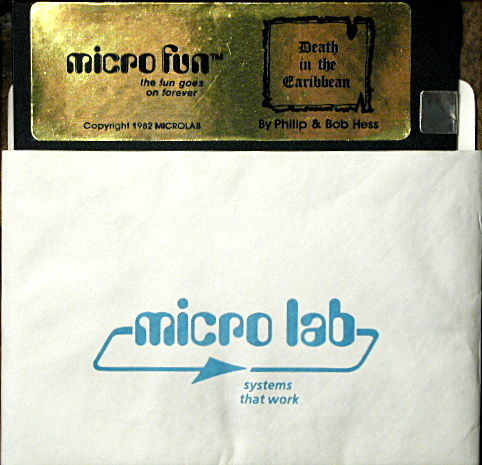 micro fun™
the fun goes
on forever
Copyright 1982 MICROLAB
Death
in the
Caribbean
By Philip & Bob Hess
micro lab
systems
that work